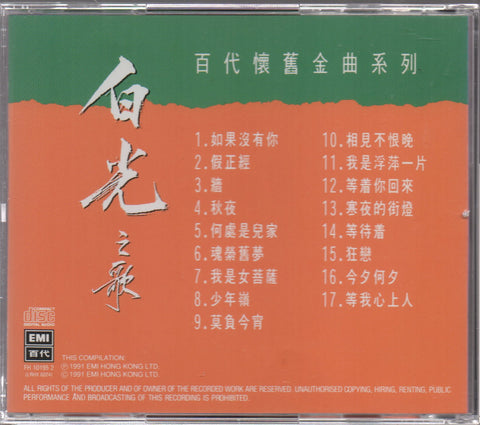 百代懷舊金曲系列
白光
之歌
1.如果沒有你
2.假正經
3.牆
4.秋夜
5.何處是兒家
6.魂縈舊夢
7.我是女菩薩
8.少年嶺
9.莫負今宵
10.相見不恨晚
11.我是浮萍一片
12.等着你回來
13.寒夜的街燈
14.等待着
15.狂戀
16.今夕何夕
17.等我心上人
COMPACT
disc
DIGITAL AUDIO
EMI
百代
THIS COMPILATION:
Ⓟ 1991 EMI HONG KONG LTD.
© 1991 EMI HONG KONG LTD.
ALL RIGHTS OF THE PRODUCER AND OF OWNER OF THE RECORDED WORK ARE RESERVED. UNAUTHORISED COPYING, HIRING, RENTING, PUBLIC
PERFORMANCE AND BROADCASTING OF THIS RECORDING IS PROHIBITED.